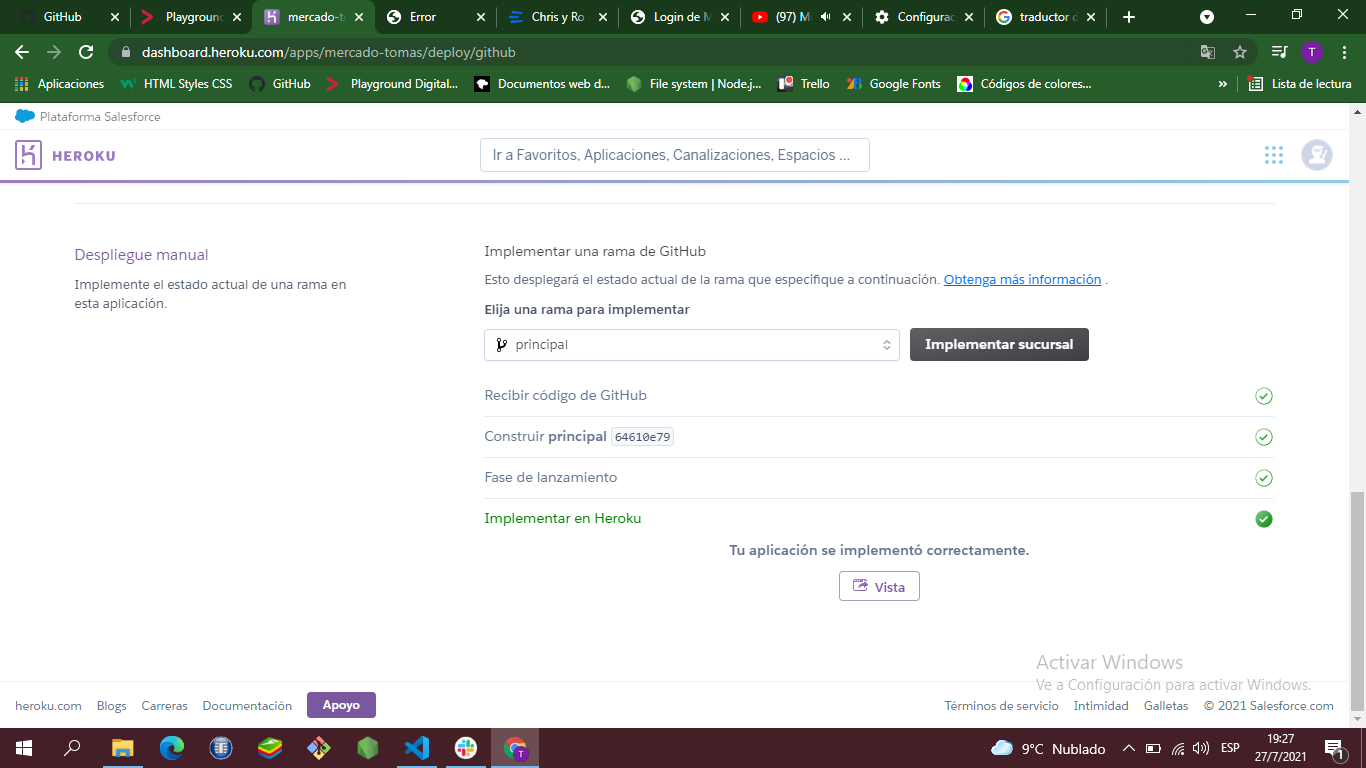 GitHub
Playground
mercado-t
Error
Chris y Ro
Login de M
(97) M
Configurac
traductor d
dashboard.heroku.com/apps/mercado-tomas/deploy/github
T
Aplicaciones
HTML Styles CSS
GitHub
Playground Digital...
Documentos web d...
File system | Node.j...
Trello
Google Fonts
Códigos de colores...
»
Lista de lectura
Plataforma Salesforce
HEROKU
Ir a Favoritos, Aplicaciones, Canalizaciones, Espacios ...
Despliegue manual
Implemente el estado actual de una rama en
esta aplicación.
Implementar una rama de GitHub
Esto desplegará el estado actual de la rama que especifique a continuación. Obtenga más información .
Elija una rama para implementar
principal
Implementar sucursal
Recibir código de GitHub
Construir principal 64610e79
Fase de lanzamiento
Implementar en Heroku
Tu aplicación se implementó correctamente.
Vista
Activar Windows
Ve a Configuración para activar Windows.
heroku.com
Blogs
Carreras
Documentación
Apoyo
Términos de servicio
Intimidad
Galletas
© 2021 Salesforce.com
T
9°C Nublado
ESP
19:27
27/7/2021
1